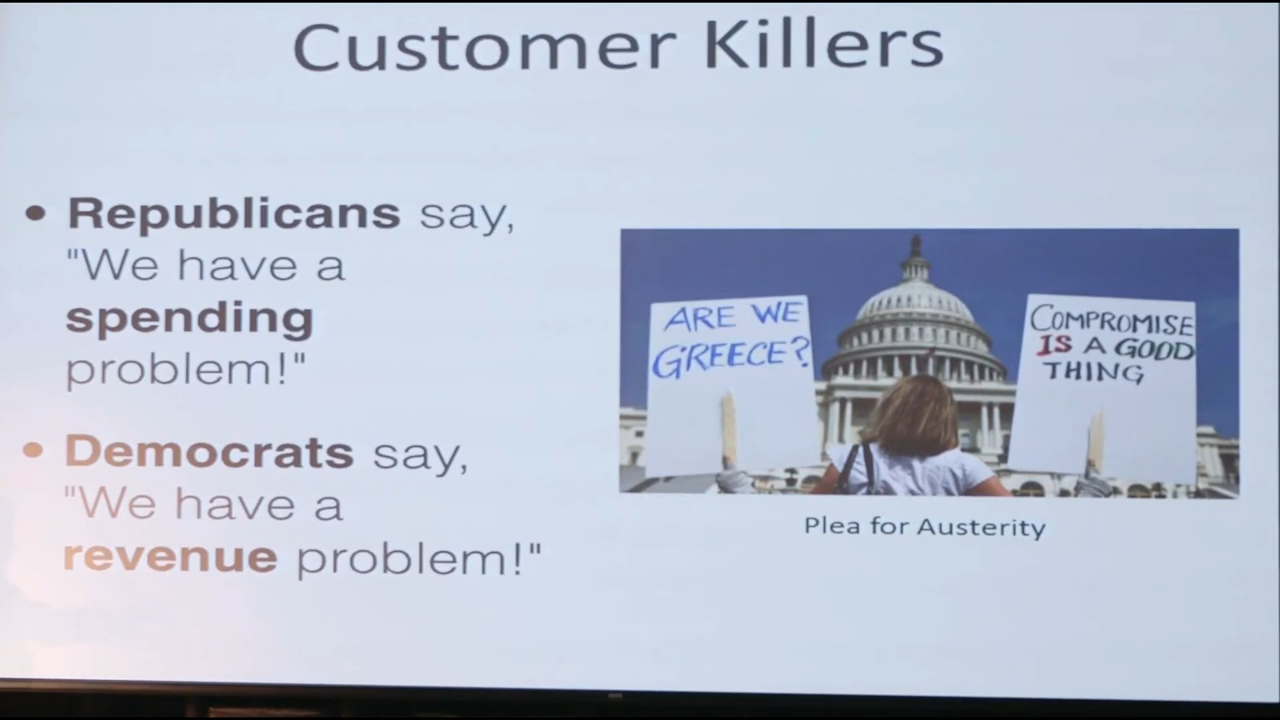 Customer Killers
• Republicans say,
"We have a
spending
problem!"
• Democrats say,
"We have a
revenue problem!"
ARE WE
GREECE?
COMPROMISE
IS A GOOD
THING
Plea for Austerity